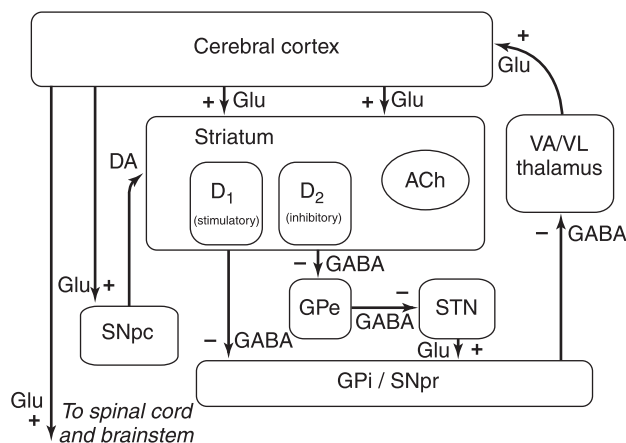 Cerebral cortex
+
Glu
+ Glu
+ Glu
Striatum
VA/VL
thalamus
DA
D1
(stimulatory)
D2
(inhibitory)
ACh
− GABA
− GABA
Glu +
GPe
−
GABA
STN
SNpc
− GABA
Glu +
GPi / SNpr
Glu
+
To spinal cord
and brainstem